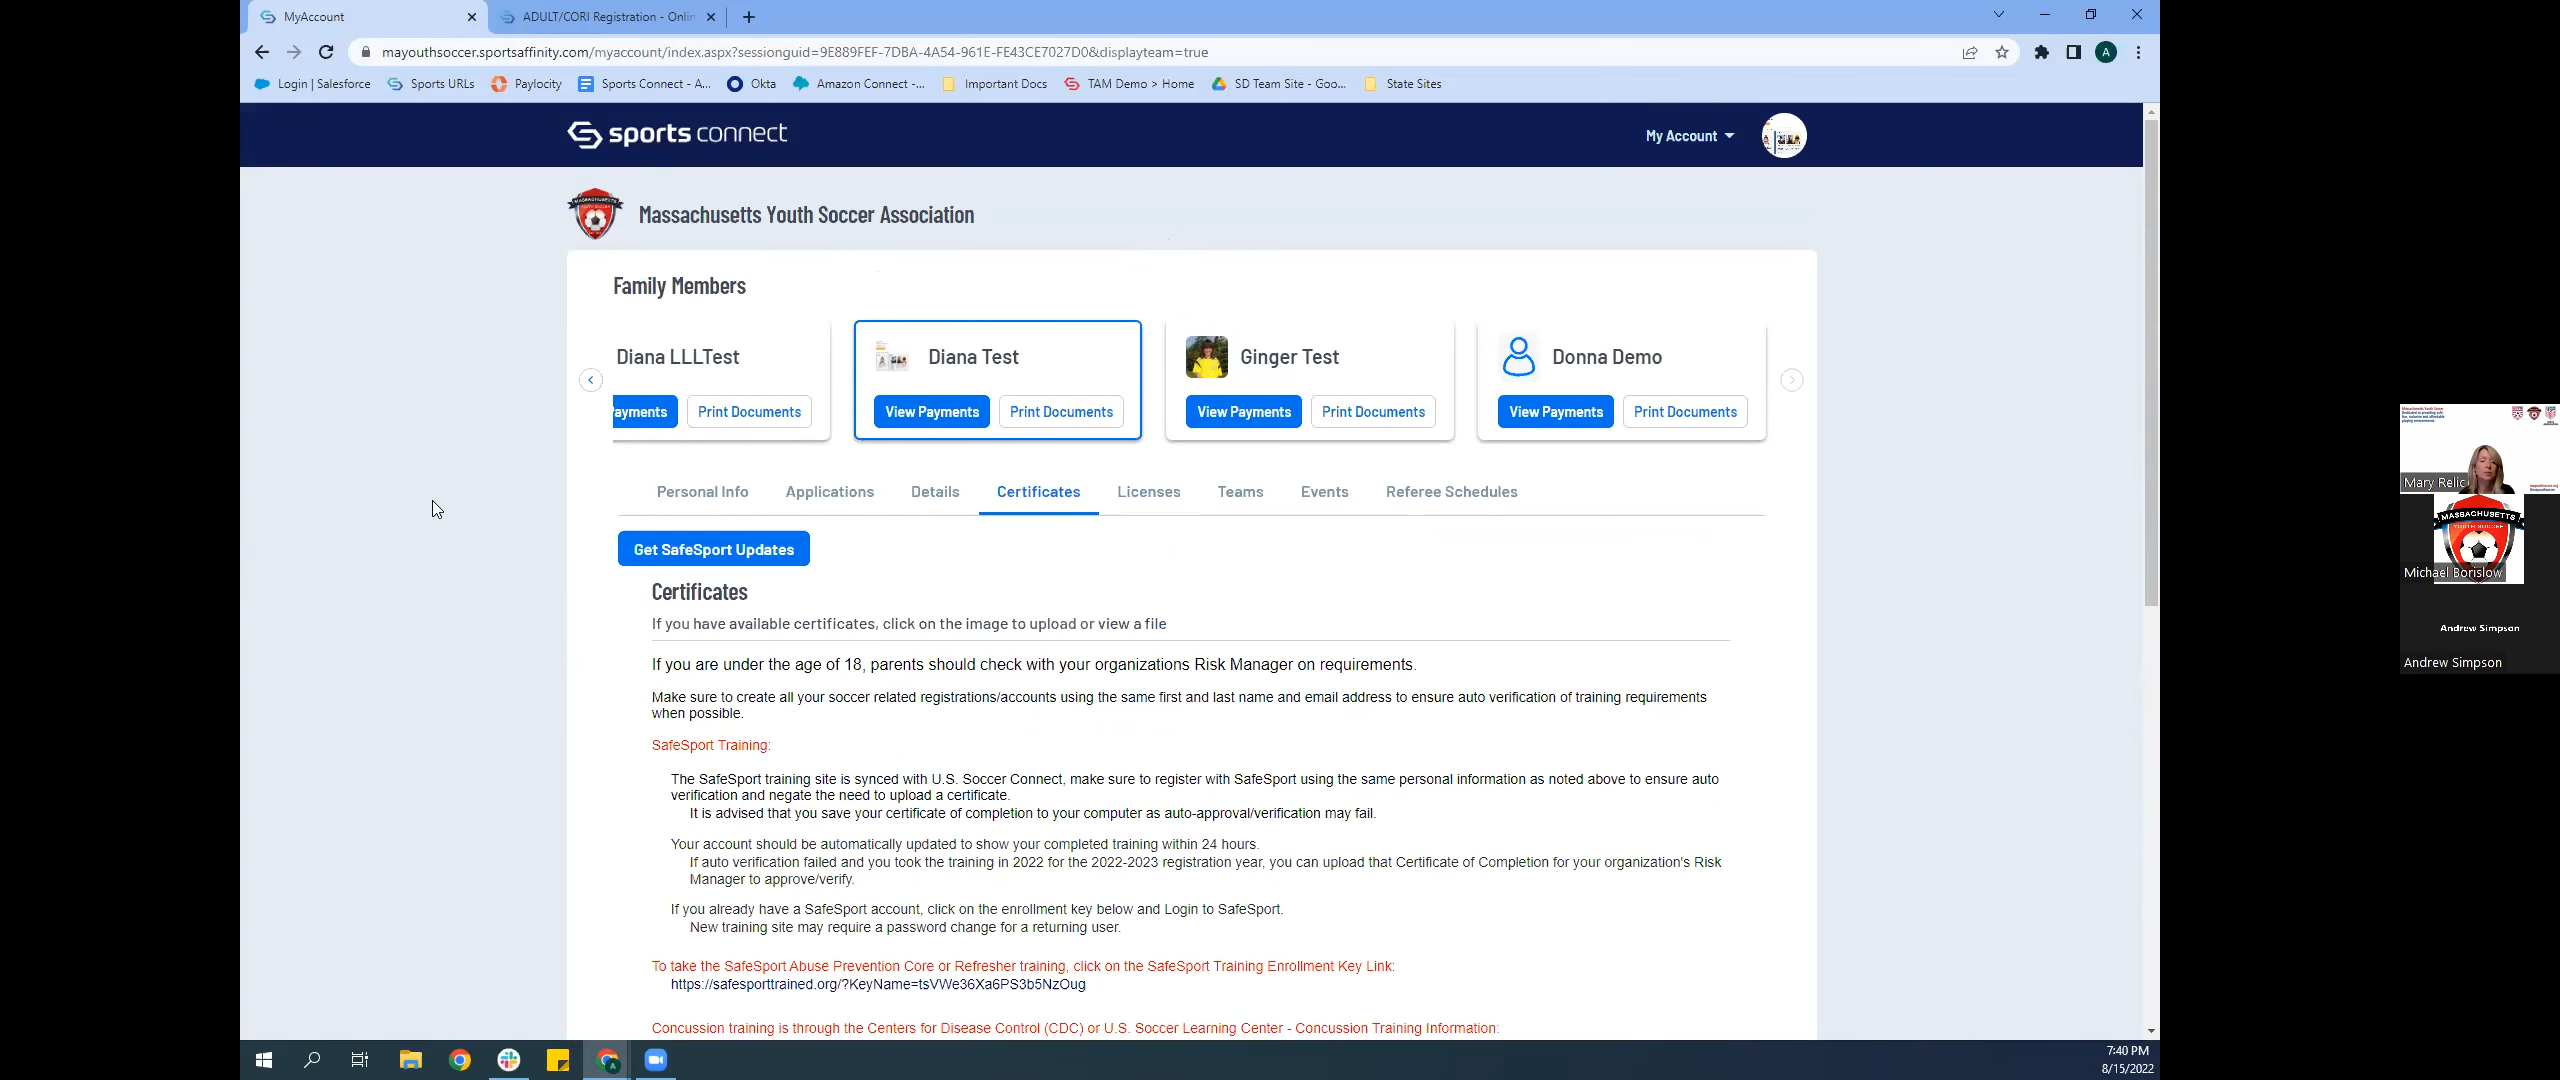 MyAccount
ADULT/CORI Registration - Onlin
mayouthsoccer.sportsaffinity.com/myaccount/index.aspx?sessionguid=9E889FEF-7DBA-4A54-961E-FE43CE7027D0&displayteam=true
A
Login | Salesforce
Sports URLs
Paylocity
Sports Connect - A...
Okta
Amazon Connect -...
Important Docs
TAM Demo > Home
SD Team Site - Goo...
State Sites
sports connect
My Account
Massachusetts Youth Soccer Association
Family Members
Diana LLLTest
Diana Test
Ginger Test
Donna Demo
ayments
Print Documents
View Payments
Print Documents
View Payments
Print Documents
View Payments
Print Documents
Personal Info
Applications
Details
Certificates
Licenses
Teams
Events
Referee Schedules
Get SafeSport Updates
Certificates
If you have available certificates, click on the image to upload or view a file
If you are under the age of 18, parents should check with your organizations Risk Manager on requirements.
Make sure to create all your soccer related registrations/accounts using the same first and last name and email address to ensure auto verification of training requirements
when possible.
SafeSport Training:
The SafeSport training site is synced with U.S. Soccer Connect, make sure to register with SafeSport using the same personal information as noted above to ensure auto
verification and negate the need to upload a certificate.
It is advised that you save your certificate of completion to your computer as auto-approval/verification may fail.
Your account should be automatically updated to show your completed training within 24 hours.
If auto verification failed and you took the training in 2022 for the 2022-2023 registration year, you can upload that Certificate of Completion for your organization's Risk
Manager to approve/verify.
If you already have a SafeSport account, click on the enrollment key below and Login to SafeSport.
New training site may require a password change for a returning user.
To take the SafeSport Abuse Prevention Core or Refresher training, click on the SafeSport Training Enrollment Key Link:
https://safesporttrained.org/?KeyName=tsVWe36Xa6PS3b5NzOug
Concussion training is through the Centers for Disease Control (CDC) or U.S. Soccer Learning Center - Concussion Training Information:
7:40 PM
8/15/2022
Mary Relic
MASSACHUSETTS
YOUTH SOCCER
Michael Borislow
Andrew Simpson
Andrew Simpson